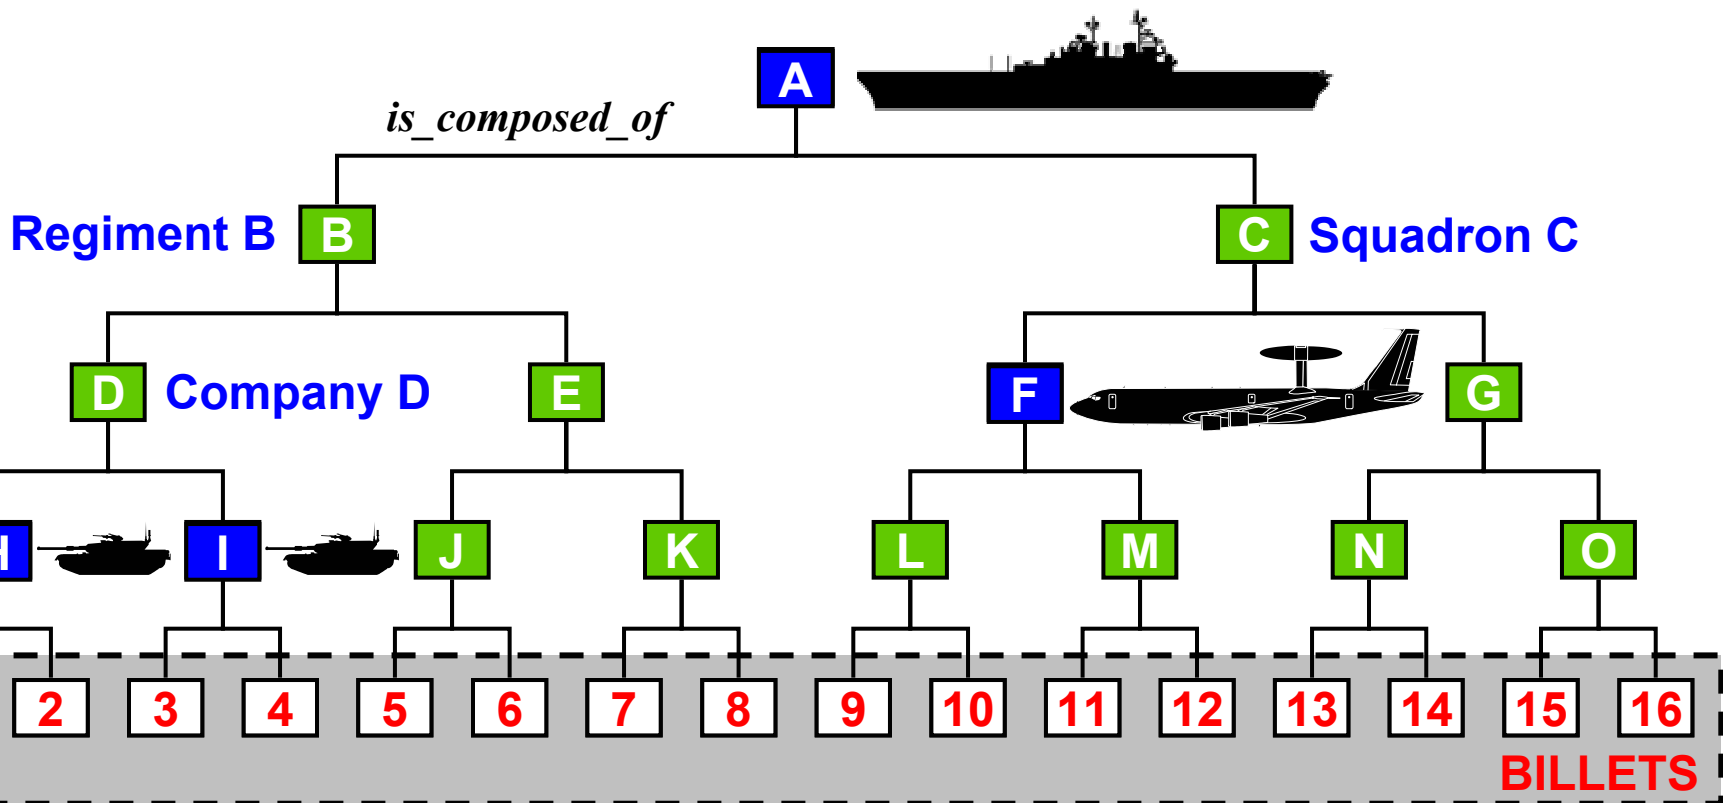 A
is_composed_of
Regiment B B C Squadron C
D Company D E F G
H I J K L M N O
2 3 4 5 6 7 8 9 10 11 12 13 14 15 16
BILLETS